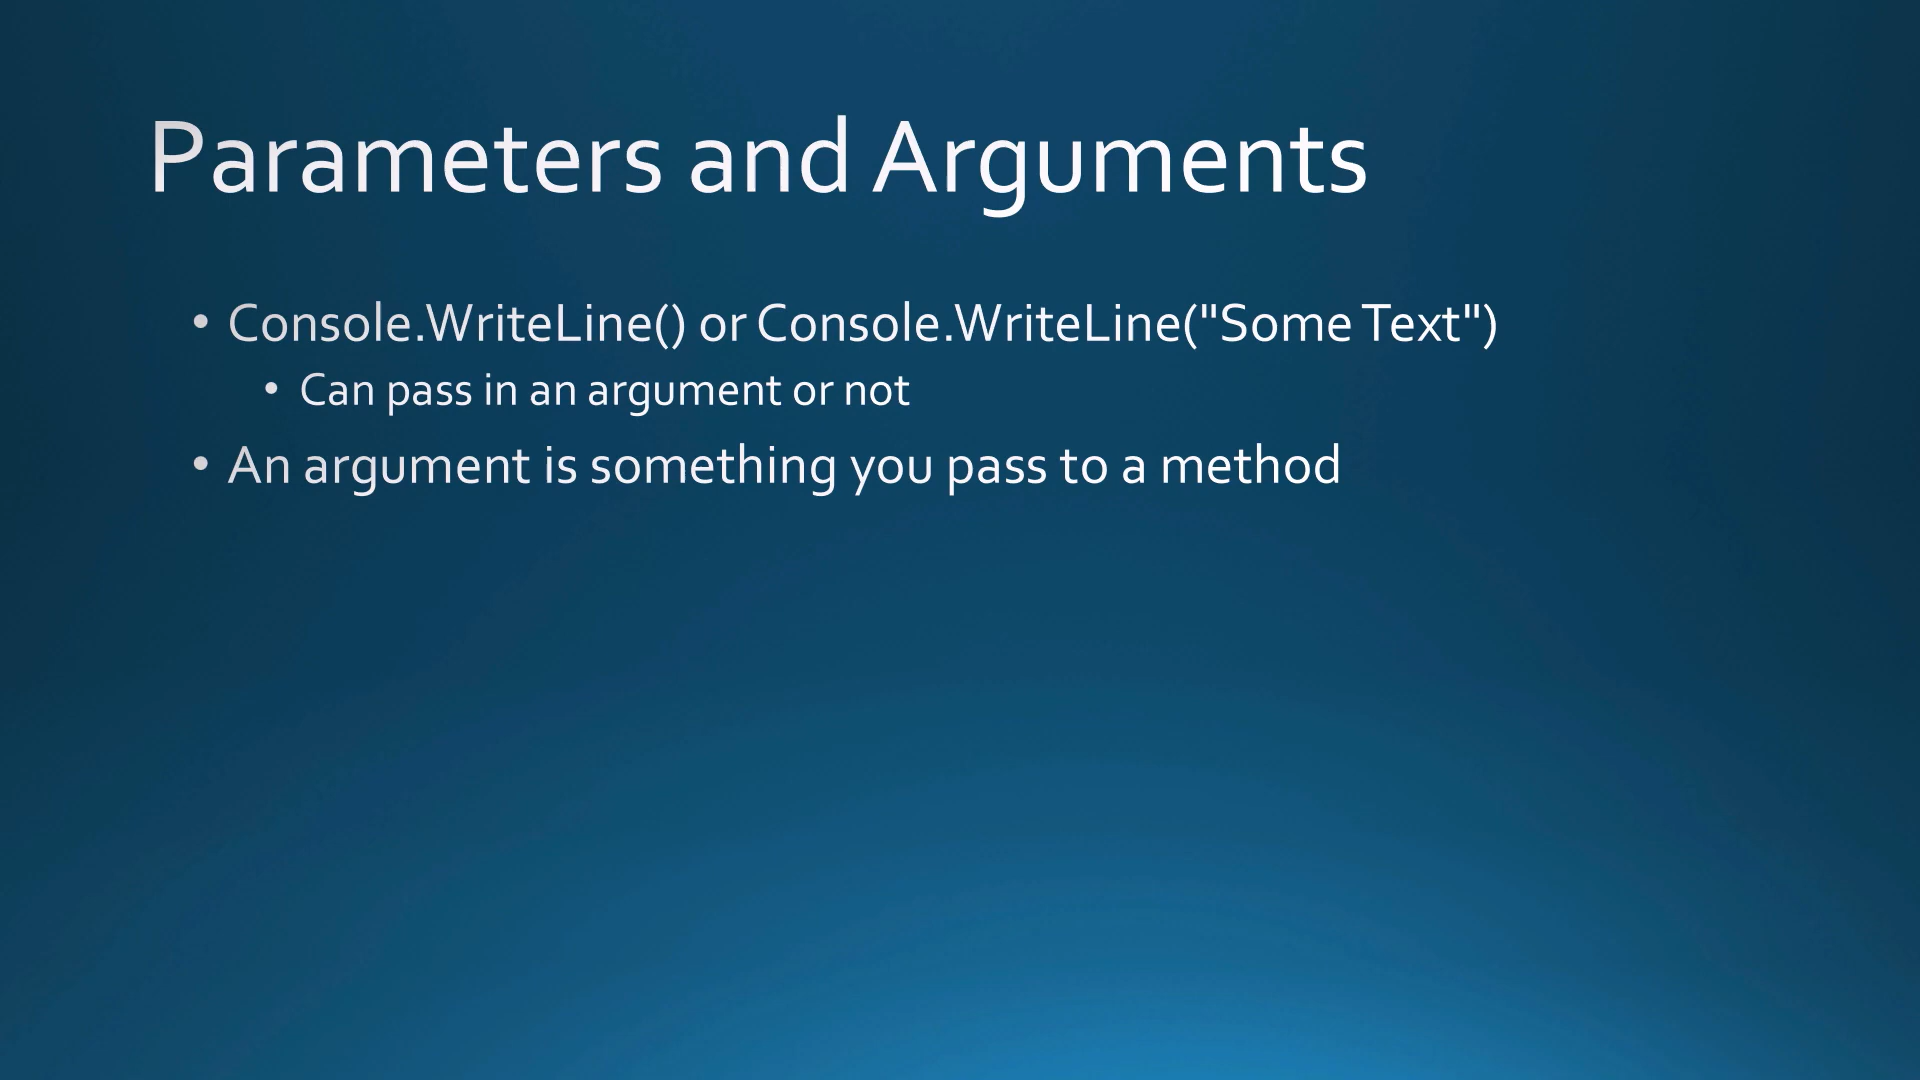 Parameters and Arguments
• Console.WriteLine() or Console.WriteLine("Some Text")
• Can pass in an argument or not
• An argument is something you pass to a method